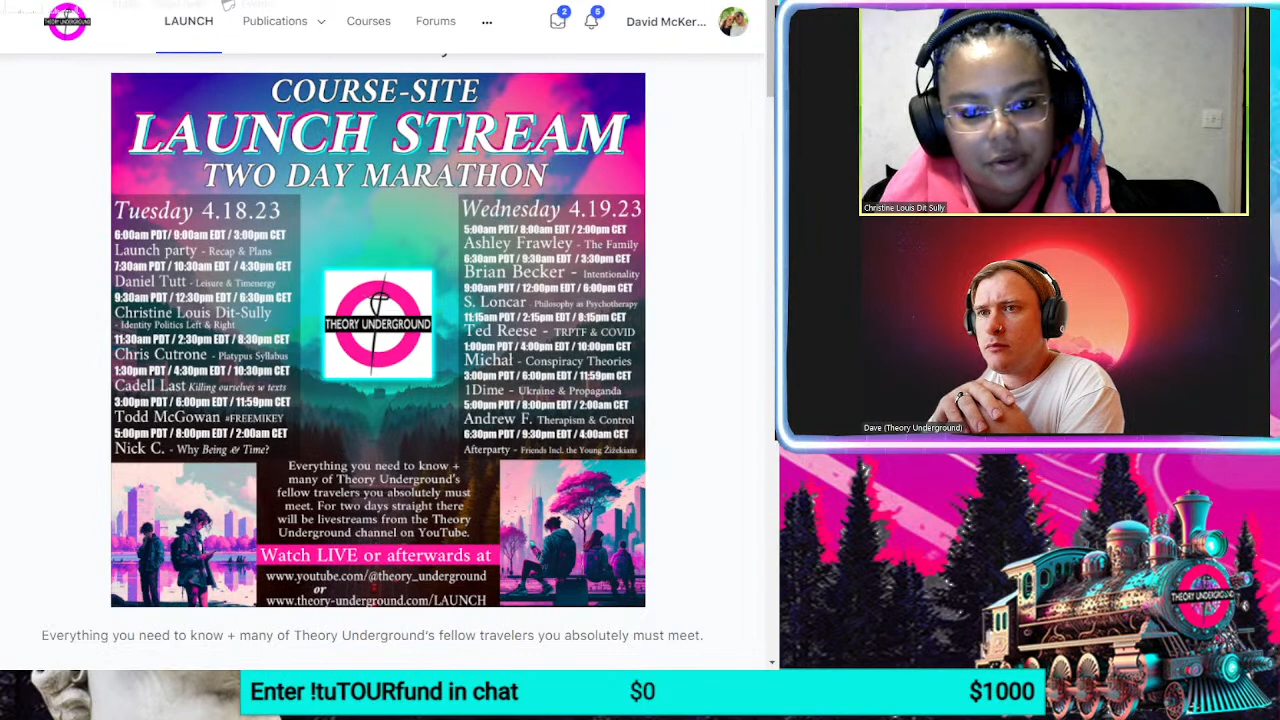 THEORY UNDERGROUND
LAUNCH
Publications
Courses
Forums
...
2
5
David McKer...
COURSE-SITE
LAUNCH STREAM
TWO DAY MARATHON
Tuesday 4.18.23
6:00am PDT/ 9:00am EDT / 3:00pm CET
Launch party - Recap & Plans
7:30am PDT / 10:30am EDT / 4:30pm CET
Daniel Tutt - Leisure & Timenergy
9:30am PDT / 12:30pm EDT / 6:30pm CET
Christine Louis Dit-Sully
- Identity Politics Left & Right
11:30am PDT / 2:30pm EDT / 8:30pm CET
Chris Cutrone - Platypus Syllabus
1:30pm PDT / 4:30pm EDT / 10:30pm CET
Cadell Last Killing ourselves w texts
3:00pm PDT / 6:00pm EDT / 11:59pm CET
Todd McGowan #FREEMIKEY
5:00pm PDT / 8:00pm EDT / 2:00am CET
Nick C. - Why Being & Time?
THEORY UNDERGROUND
Wednesday 4.19.23
5:00am PDT/ 8:00am EDT / 2:00pm CET
Ashley Frawley - The Family
6:30am PDT / 9:30am EDT / 3:30pm CET
Brian Becker - Intentionality
9:00am PDT / 12:00pm EDT / 6:00pm CET
S. Loncar - Philosophy as Psychotherapy
11:15am PDT / 2:15pm EDT / 8:15pm CET
Ted Reese - TRPTF & COVID
1:00pm PDT / 4:00pm EDT / 10:00pm CET
Michal - Conspiracy Theories
3:00pm PDT / 6:00pm EDT / 11:59pm CET
1Dime - Ukraine & Propaganda
5:00pm PDT / 8:00pm EDT / 2:00am CET
Andrew F. Therapism & Control
6:30pm PDT / 9:30pm EDT / 4:00am CET
Afterparty - Friends Incl. the Young Žižekians
Everything you need to know +
many of Theory Underground's
fellow travelers you absolutely must
meet. For two days straight there
will be livestreams from the Theory
Underground channel on YouTube.
Watch LIVE or afterwards at
www.youtube.com/@theory_underground
or
www.theory-underground.com/LAUNCH
Everything you need to know + many of Theory Underground's fellow travelers you absolutely must meet.
Christine Louis Dit Sully
Dave (Theory Underground)
THEORY UNDERGROUND
Enter !tuTOURfund in chat
$0
$1000